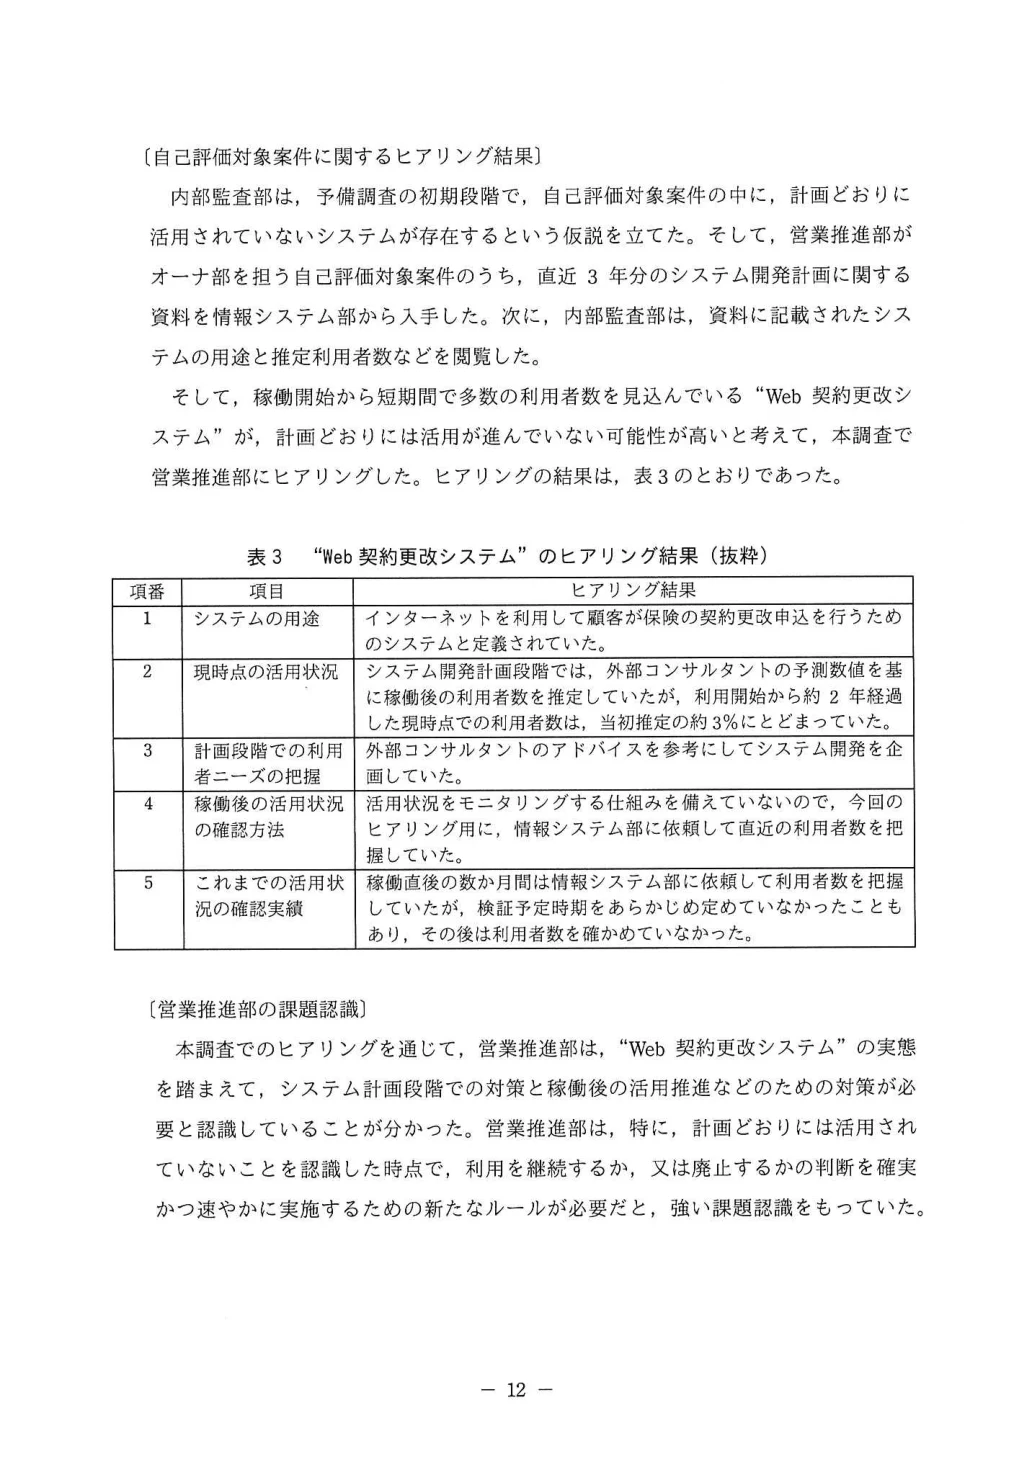 〔自己評価対象案件に関するヒアリング結果〕
内部監査部は，予備調査の初期段階で，自己評価対象案件の中に，計画どおりに
活用されていないシステムが存在するという仮説を立てた。そして，営業推進部が
オーナ部を担う自己評価対象案件のうち，直近 3 年分のシステム開発計画に関する
資料を情報システム部から入手した。次に，内部監査部は，資料に記載されたシス
テムの用途と推定利用者数などを閲覧した。
そして，稼働開始から短期間で多数の利用者数を見込んでいる“Web 契約更改シ
ステム”が，計画どおりには活用が進んでいない可能性が高いと考えて，本調査で
営業推進部にヒアリングした。ヒアリングの結果は，表3のとおりであった。
表3 “Web 契約更改システム”のヒアリング結果（抜粋）
項番 項目 ヒアリング結果
1 システムの用途 インターネットを利用して顧客が保険の契約更改申込を行うため
のシステムと定義されていた。
2 現時点の活用状況 システム開発計画段階では，外部コンサルタントの予測数値を基
に稼働後の利用者数を推定していたが，利用開始から約 2 年経過
した現時点での利用者数は，当初推定の約3%にとどまっていた。
3 計画段階での利用 外部コンサルタントのアドバイスを参考にしてシステム開発を企
者ニーズの把握 画していた。
4 稼働後の活用状況 活用状況をモニタリングする仕組みを備えていないので，今回の
の確認方法 ヒアリング用に，情報システム部に依頼して直近の利用者数を把
握していた。
5 これまでの活用状 稼働直後の数か月間は情報システム部に依頼して利用者数を把握
況の確認実績 していたが，検証予定時期をあらかじめ定めていなかったことも
あり，その後は利用者数を確かめていなかった。
〔営業推進部の課題認識〕
本調査でのヒアリングを通じて，営業推進部は，“Web 契約更改システム”の実態
を踏まえて，システム計画段階での対策と稼働後の活用推進などのための対策が必
要と認識していることが分かった。営業推進部は，特に，計画どおりには活用され
ていないことを認識した時点で，利用を継続するか，又は廃止するかの判断を確実
かつ速やかに実施するための新たなルールが必要だと，強い課題認識をもっていた。
－ 12 －